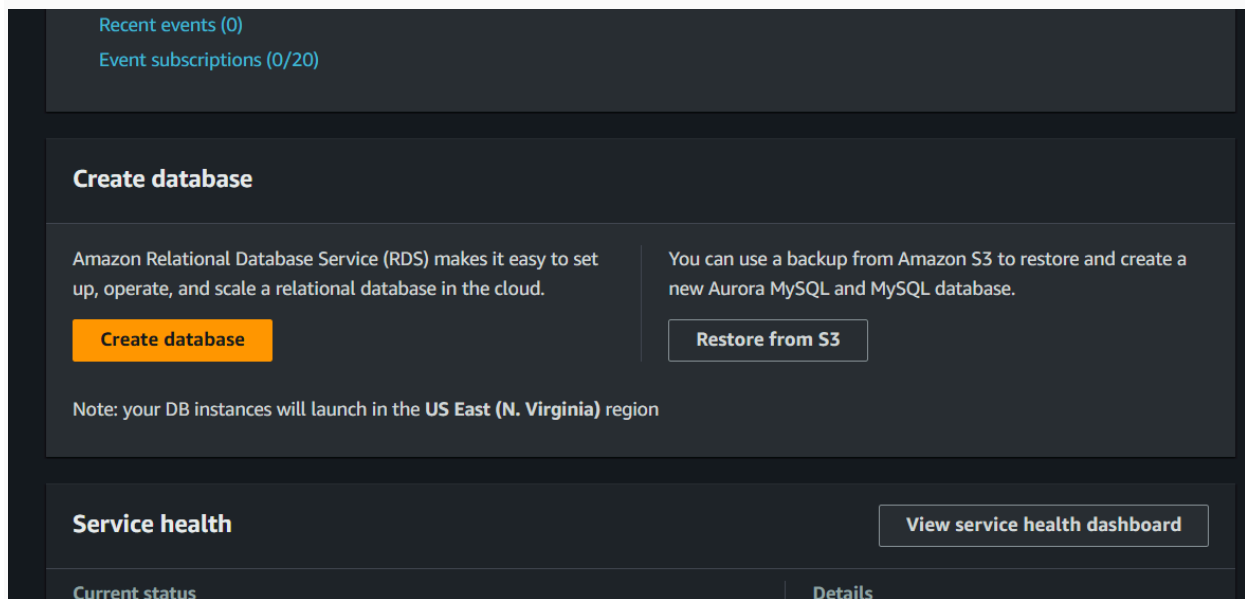 Recent events (0)
Event subscriptions (0/20)
Create database
Amazon Relational Database Service (RDS) makes it easy to set
up, operate, and scale a relational database in the cloud.
Create database
You can use a backup from Amazon S3 to restore and create a
new Aurora MySQL and MySQL database.
Restore from S3
Note: your DB instances will launch in the US East (N. Virginia) region
Service health
View service health dashboard
Current status
Details